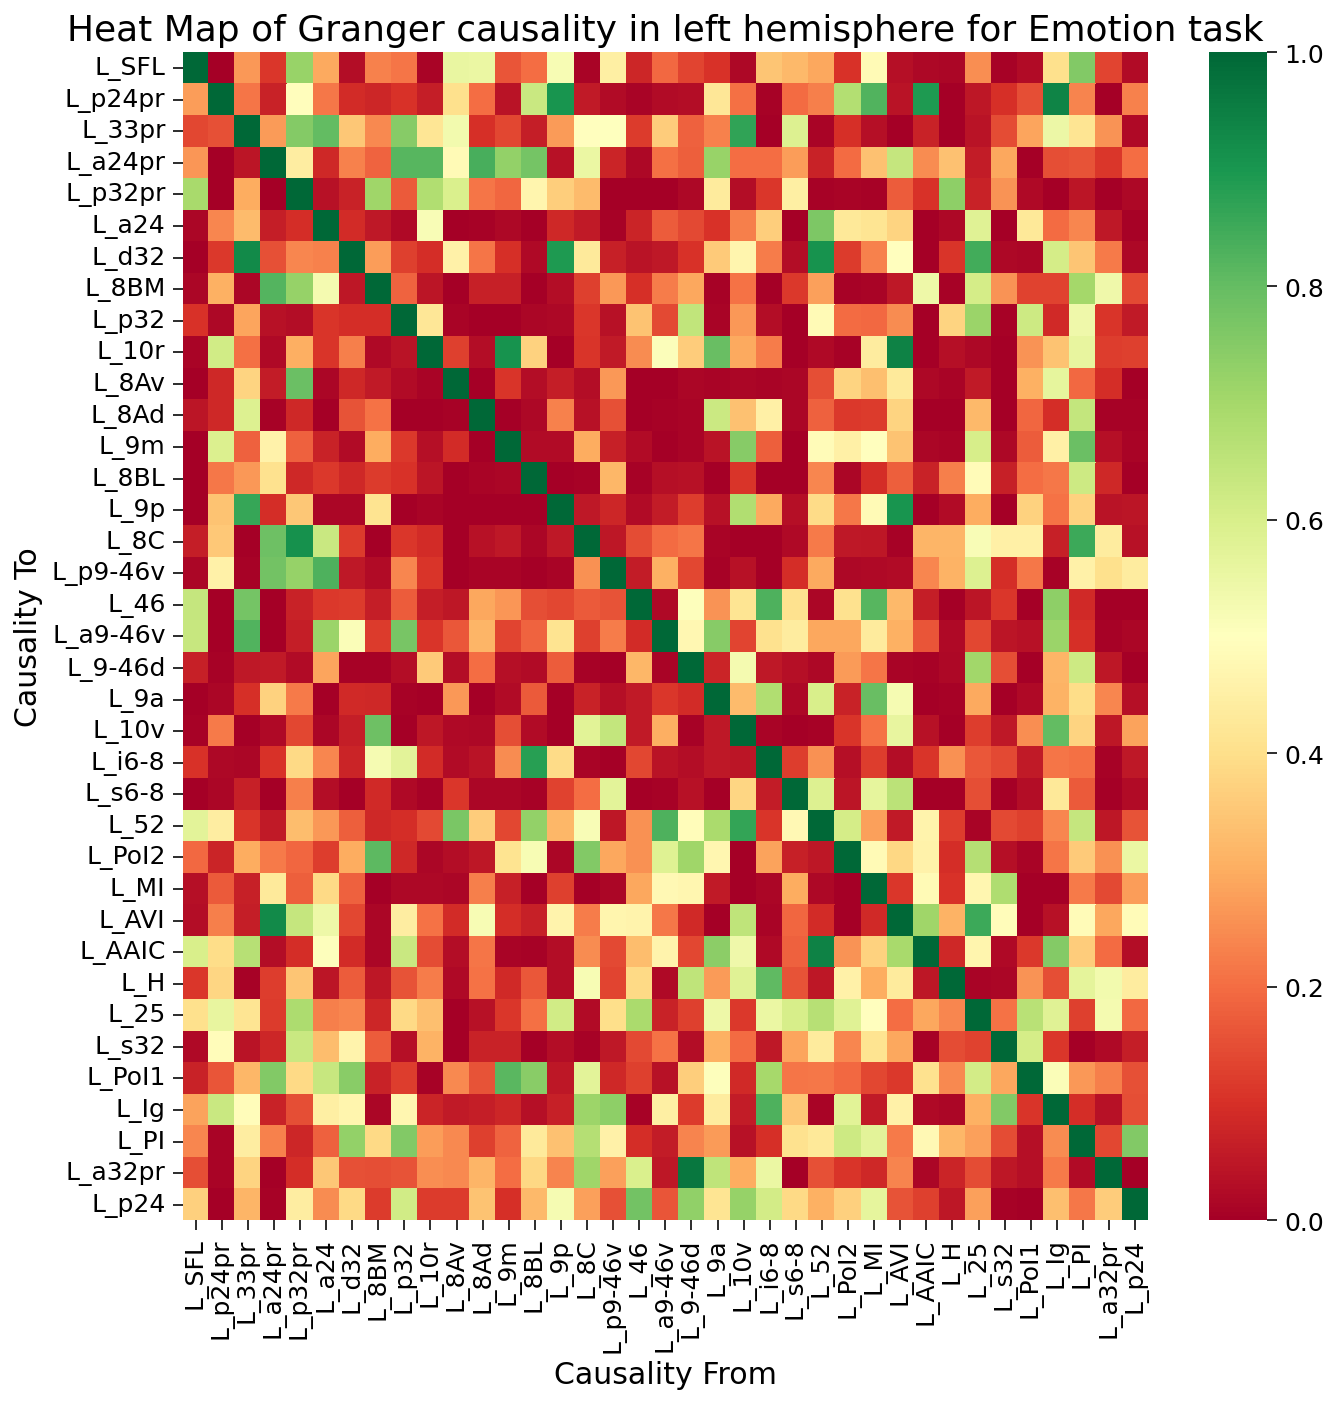 Heat Map of Granger causality in left hemisphere for Emotion task
L_SFL
L_p24pr
L_33pr
L_a24pr
L_p32pr
L_a24
L_d32
L_8BM
L_p32
L_10r
L_8Av
L_8Ad
L_9m
L_8BL
L_9p
L_8C
L_p9-46v
L_46
L_a9-46v
L_9-46d
L_9a
L_10v
L_i6-8
L_s6-8
L_52
L_PoI2
L_MI
L_AVI
L_AAIC
L_H
L_25
L_s32
L_PoI1
L_Ig
L_PI
L_a32pr
L_p24
Causality To
L_SFL
L_p24pr
L_33pr
L_a24pr
L_p32pr
L_a24
L_d32
L_8BM
L_p32
L_10r
L_8Av
L_8Ad
L_9m
L_8BL
L_9p
L_8C
L_p9-46v
L_46
L_a9-46v
L_9-46d
L_9a
L_10v
L_i6-8
L_s6-8
L_52
L_PoI2
L_MI
L_AVI
L_AAIC
L_H
L_25
L_s32
L_PoI1
L_Ig
L_PI
L_a32pr
L_p24
Causality From
1.0
0.8
0.6
0.4
0.2
0.0